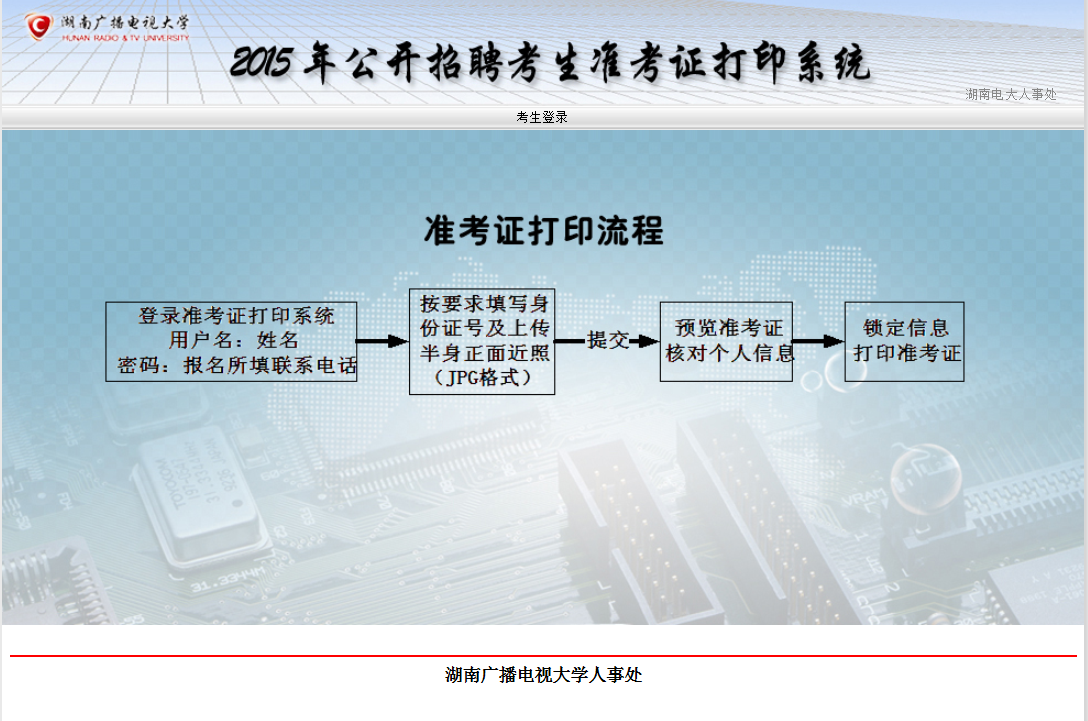 湖南广播电视大学
HUNAN RADIO & TV UNIVERSITY
2015年公开招聘考生准考证打印系统
湖南电大人事处
考生登录
准考证打印流程
登录准考证打印系统
用户名：姓名
密码：报名所填联系电话
按要求填写身
份证号及上传
半身正面近照
（JPG格式）
提交
预览准考证
核对个人信息
锁定信息
打印准考证
VRAM
31.3344M
湖南广播电视大学人事处